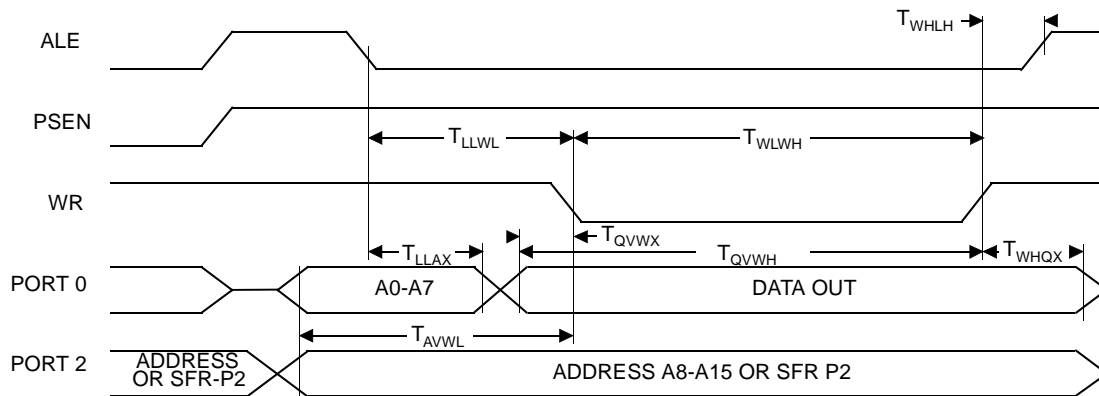 ALE
T_WHLH
PSEN
T_LLWL
T_WLWH
WR
T_QVWX
T_LLAX
T_QVWH
T_WHQX
PORT 0
A0-A7
DATA OUT
T_AVWL
PORT 2
ADDRESS
OR SFR-P2
ADDRESS A8-A15 OR SFR P2